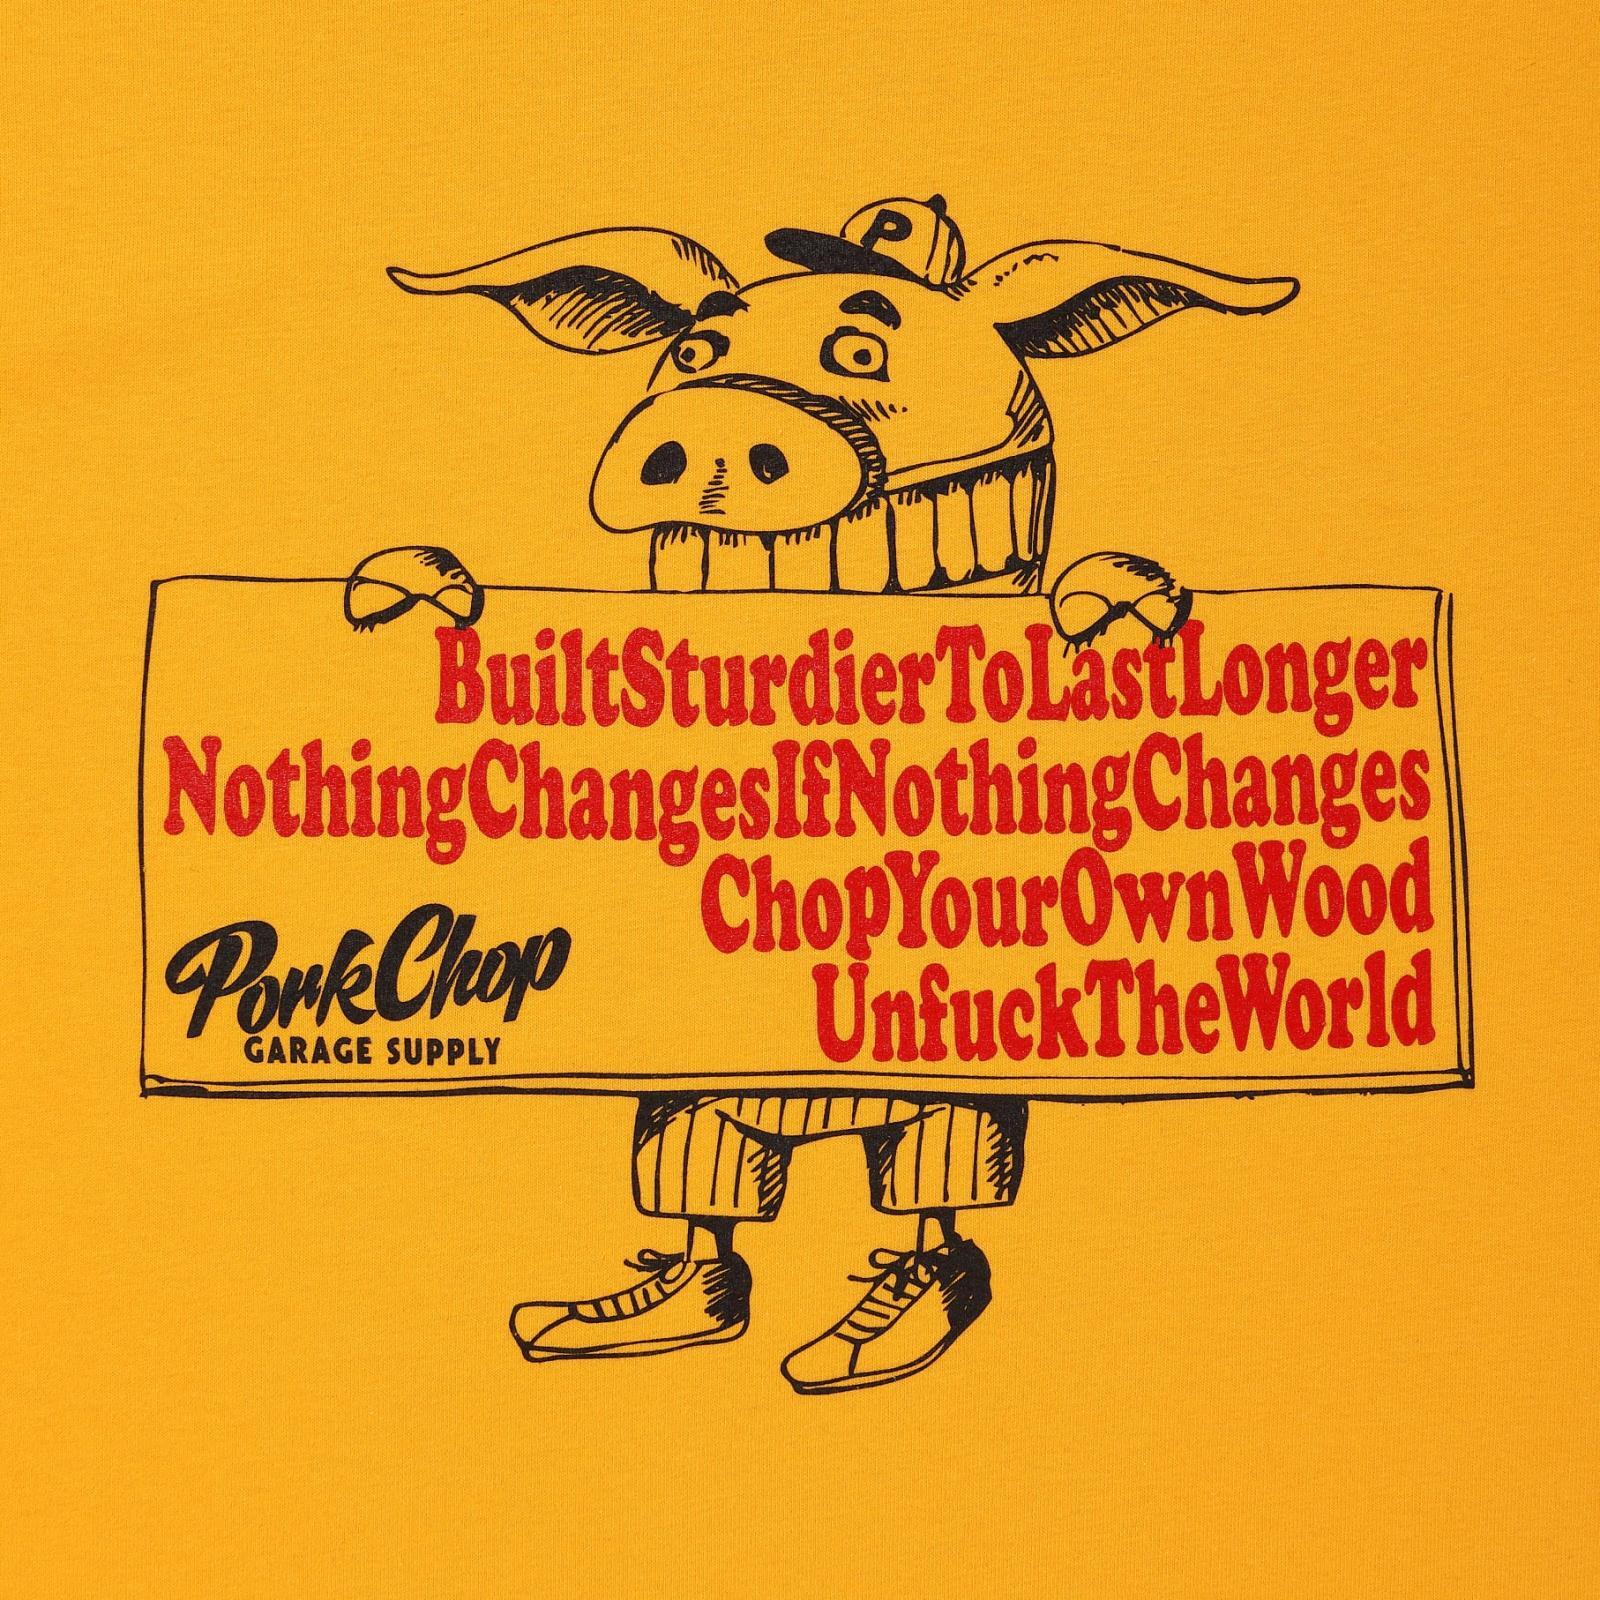 P
BuiltSturdierToLastLonger
NothingChangesIfNothingChanges
ChopYourOwnWood
UnfuckTheWorld
PorkChop
GARAGE SUPPLY